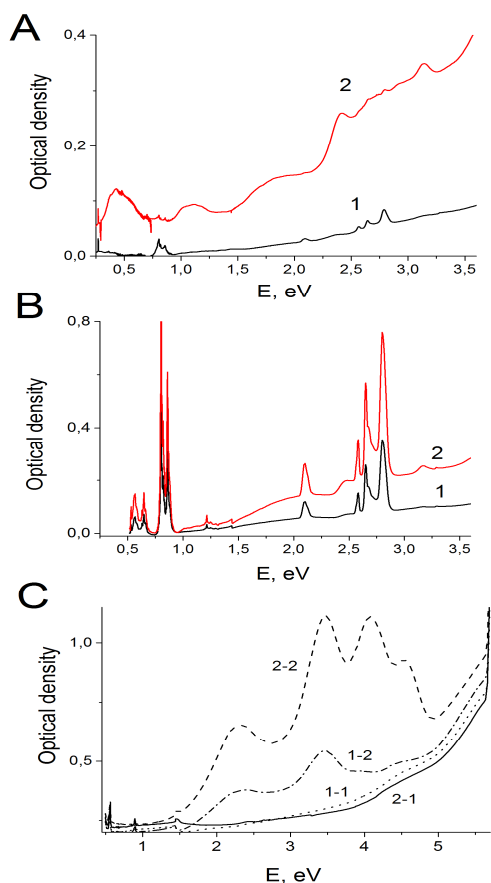 A
0,4
0,2
0,0
Optical density
2
1
0,5 1,0 1,5 2,0 2,5 3,0 3,5
E, eV
B
0,8
0,4
0,0
Optical density
2
1
0,5 1,0 1,5 2,0 2,5 3,0 3,5
E, eV
C
1,0
0,5
Optical density
2-2
1-2
1-1
2-1
1 2 3 4 5
E, eV